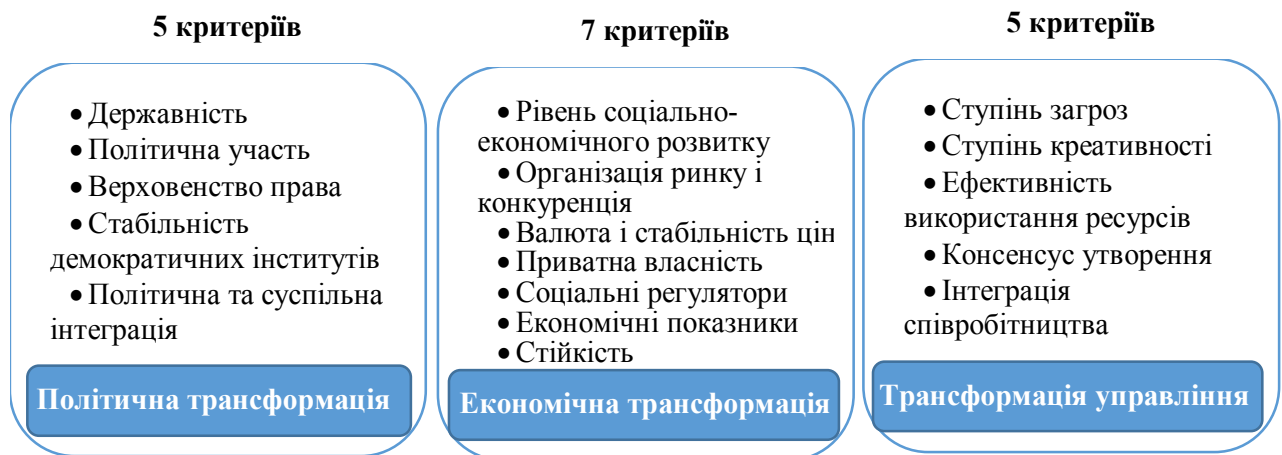 5 критеріїв
• Державність
• Політична участь
• Верховенство права
• Стабільність
демократичних інститутів
• Політична та суспільна
інтеграція
Політична трансформація
7 критеріїв
• Рівень соціально-
економічного розвитку
• Організація ринку і
конкуренція
• Валюта і стабільність цін
• Приватна власність
• Соціальні регулятори
• Економічні показники
• Стійкість
Економічна трансформація
5 критеріїв
• Ступінь загроз
• Ступінь креативності
• Ефективність
використання ресурсів
• Консенсус утворення
• Інтеграція
співробітництва
Трансформація управління